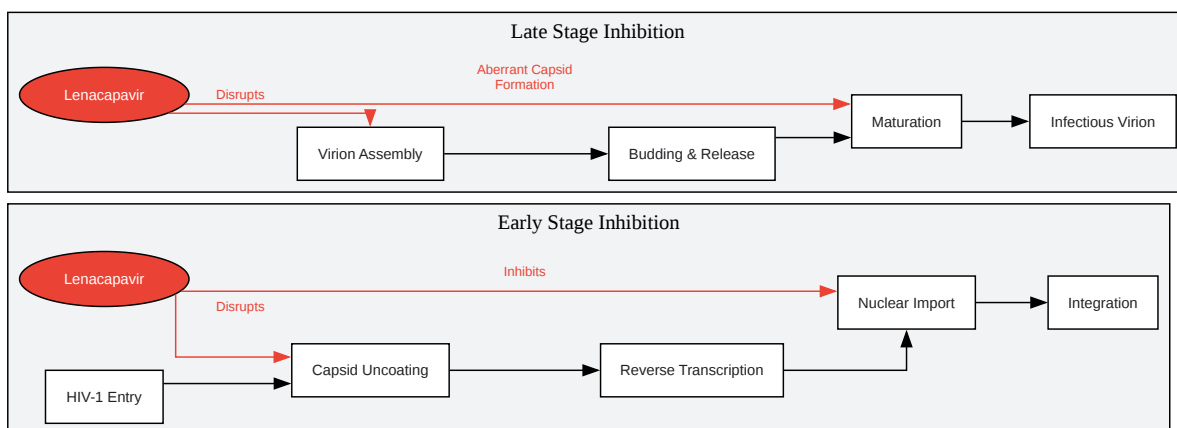 Late Stage Inhibition
Aberrant Capsid
Formation
Lenacapavir
Disrupts
Maturation
Infectious Virion
Virion Assembly
Budding & Release
Early Stage Inhibition
Lenacapavir
Inhibits
Disrupts
Nuclear Import
Integration
Capsid Uncoating
Reverse Transcription
HIV-1 Entry